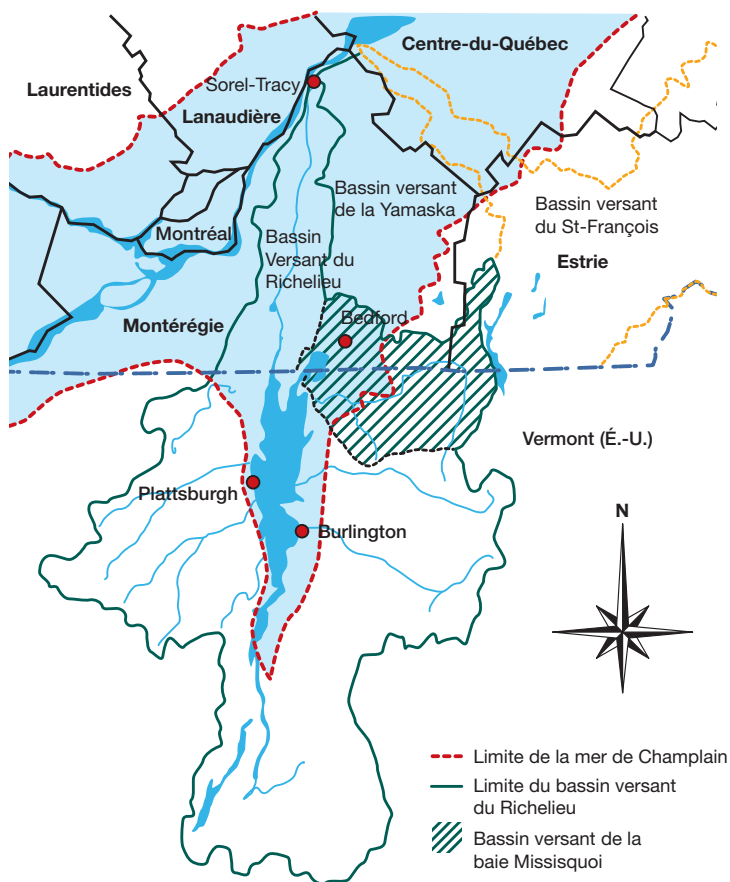 Centre-du-Québec
Sorel-Tracy
Laurentides
Lanaudière
Bassin versant
de la Yamaska
Bassin versant
du St-François
Montréal
Bassin
Versant du
Richelieu
Estrie
Montérégie
Bedford
Vermont (É.-U.)
Plattsburgh
Burlington
N
Limite de la mer de Champlain
Limite du bassin versant
du Richelieu
Bassin versant de la
baie Missisquoi